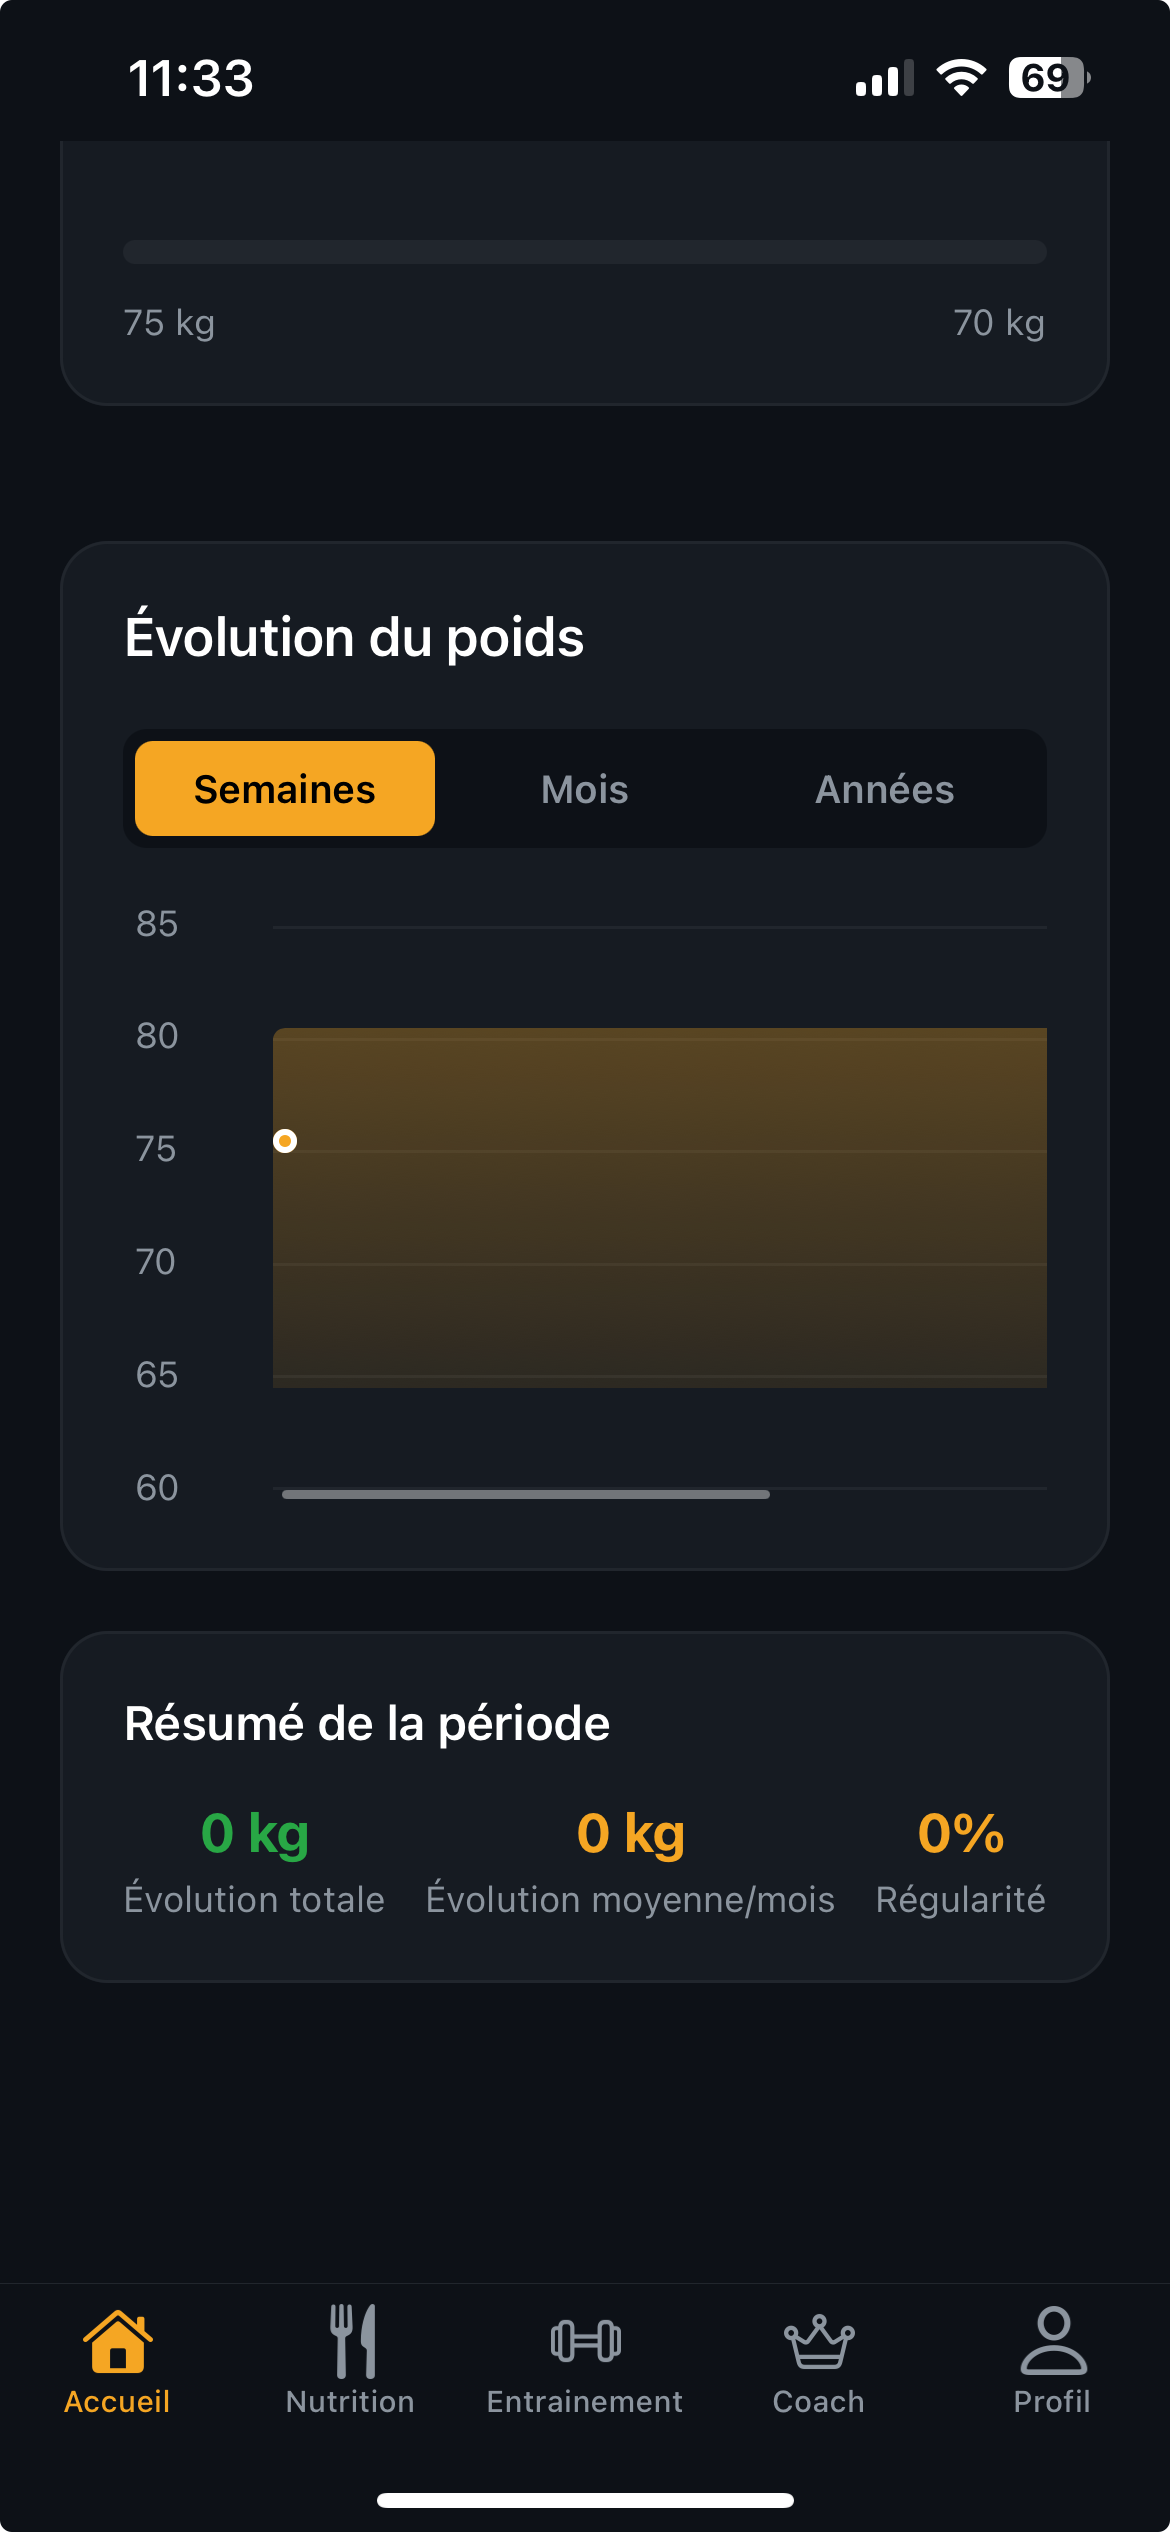 11:33
69
75 kg 70 kg
Évolution du poids
Semaines Mois Années
85
80
75
70
65
60
Résumé de la période
0 kg 0 kg 0%
Évolution totale Évolution moyenne/mois Régularité
Accueil Nutrition Entrainement Coach Profil